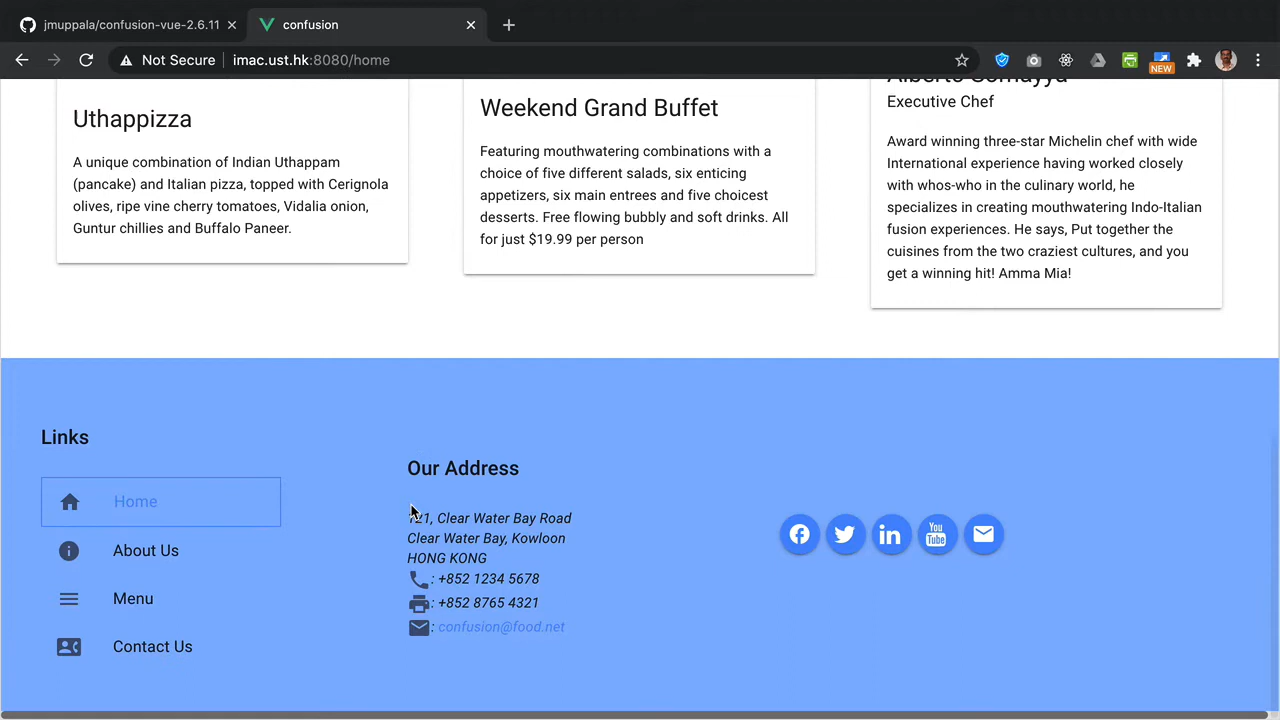 jmuppala/confusion-vue-2.6.11
confusion
Not Secure
imac.ust.hk:8080/home
NEW
Uthappizza
A unique combination of Indian Uthappam
(pancake) and Italian pizza, topped with Cerignola
olives, ripe vine cherry tomatoes, Vidalia onion,
Guntur chillies and Buffalo Paneer.
Weekend Grand Buffet
Featuring mouthwatering combinations with a
choice of five different salads, six enticing
appetizers, six main entrees and five choicest
desserts. Free flowing bubbly and soft drinks. All
for just $19.99 per person
Executive Chef
Award winning three-star Michelin chef with wide
International experience having worked closely
with whos-who in the culinary world, he
specializes in creating mouthwatering Indo-Italian
fusion experiences. He says, Put together the
cuisines from the two craziest cultures, and you
get a winning hit! Amma Mia!
Links
Home
About Us
Menu
Contact Us
Our Address
121, Clear Water Bay Road
Clear Water Bay, Kowloon
HONG KONG
: +852 1234 5678
: +852 8765 4321
: confusion@food.net
You
Tube